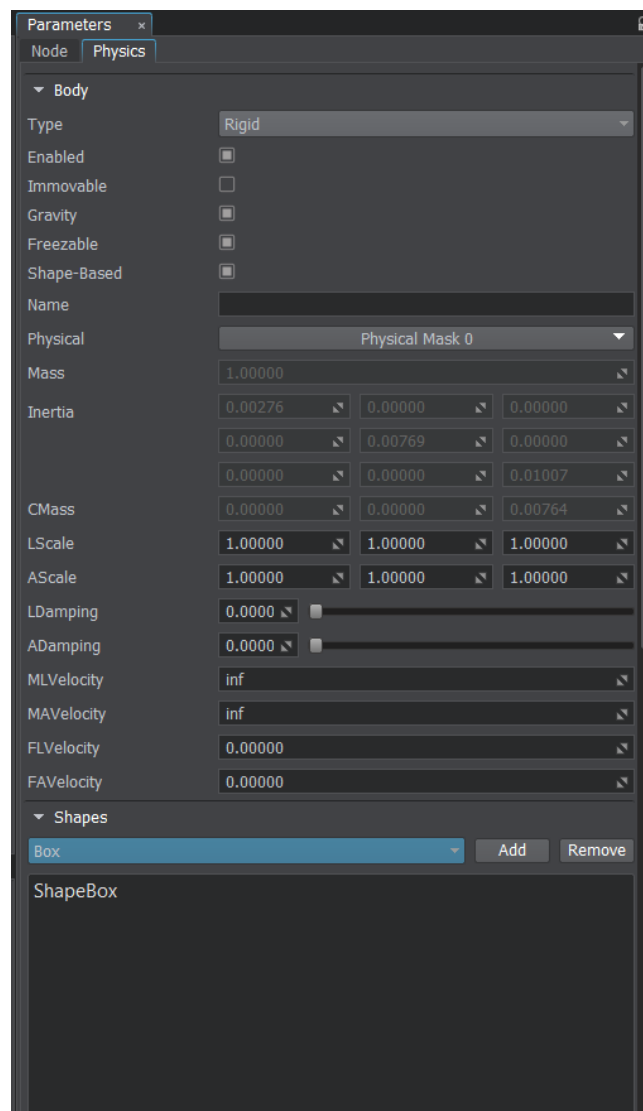 Parameters ×
Node Physics
Body
Type Rigid
Enabled
Immovable
Gravity
Freezable
Shape-Based
Name
Physical Physical Mask 0
Mass 1.00000
Inertia 0.00276 0.00000 0.00000
0.00000 0.00769 0.00000
0.00000 0.00000 0.01007
CMass 0.00000 0.00000 0.00764
LScale 1.00000 1.00000 1.00000
AScale 1.00000 1.00000 1.00000
LDamping 0.0000
ADamping 0.0000
MLVelocity inf
MAVelocity inf
FLVelocity 0.00000
FAVelocity 0.00000
Shapes
Box Add Remove
ShapeBox